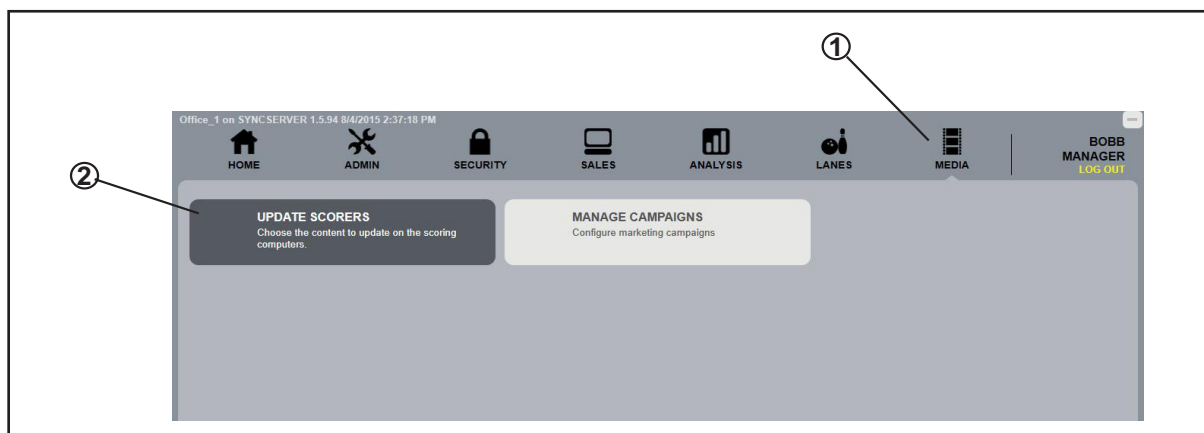 ①
Office_1 on SYNCSERVER 1.5.94 8/4/2015 2:37:18 PM
HOME ADMIN SECURITY SALES ANALYSIS LANES MEDIA
BOBB
MANAGER
LOG OUT
②
UPDATE SCORERS
Choose the content to update on the scoring
computers.
MANAGE CAMPAIGNS
Configure marketing campaigns